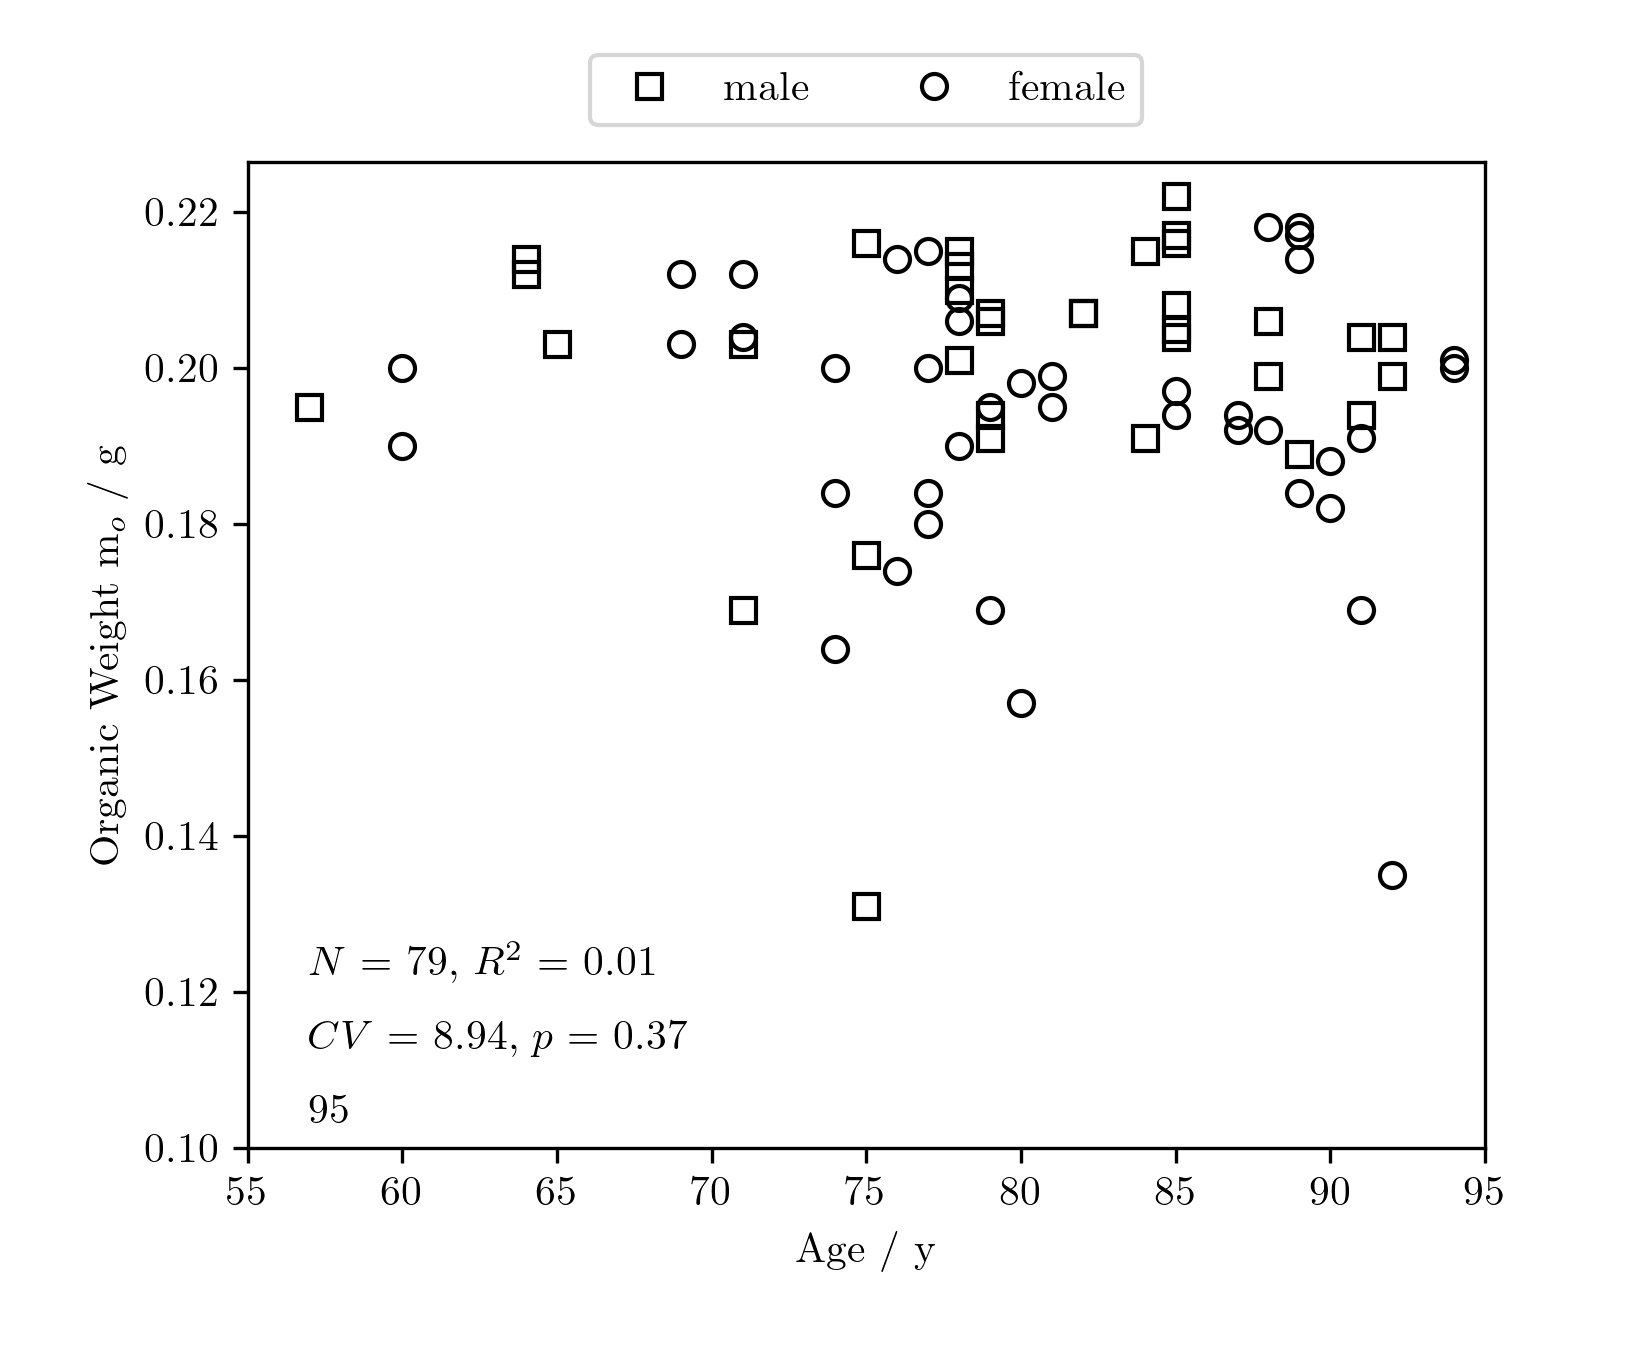 male female
0.22
0.20
0.18
0.16
0.14
0.12
0.10
Organic Weight mₒ / g
N = 79, R² = 0.01
CV = 8.94, p = 0.37
95
55 60 65 70 75 80 85 90 95
Age / y